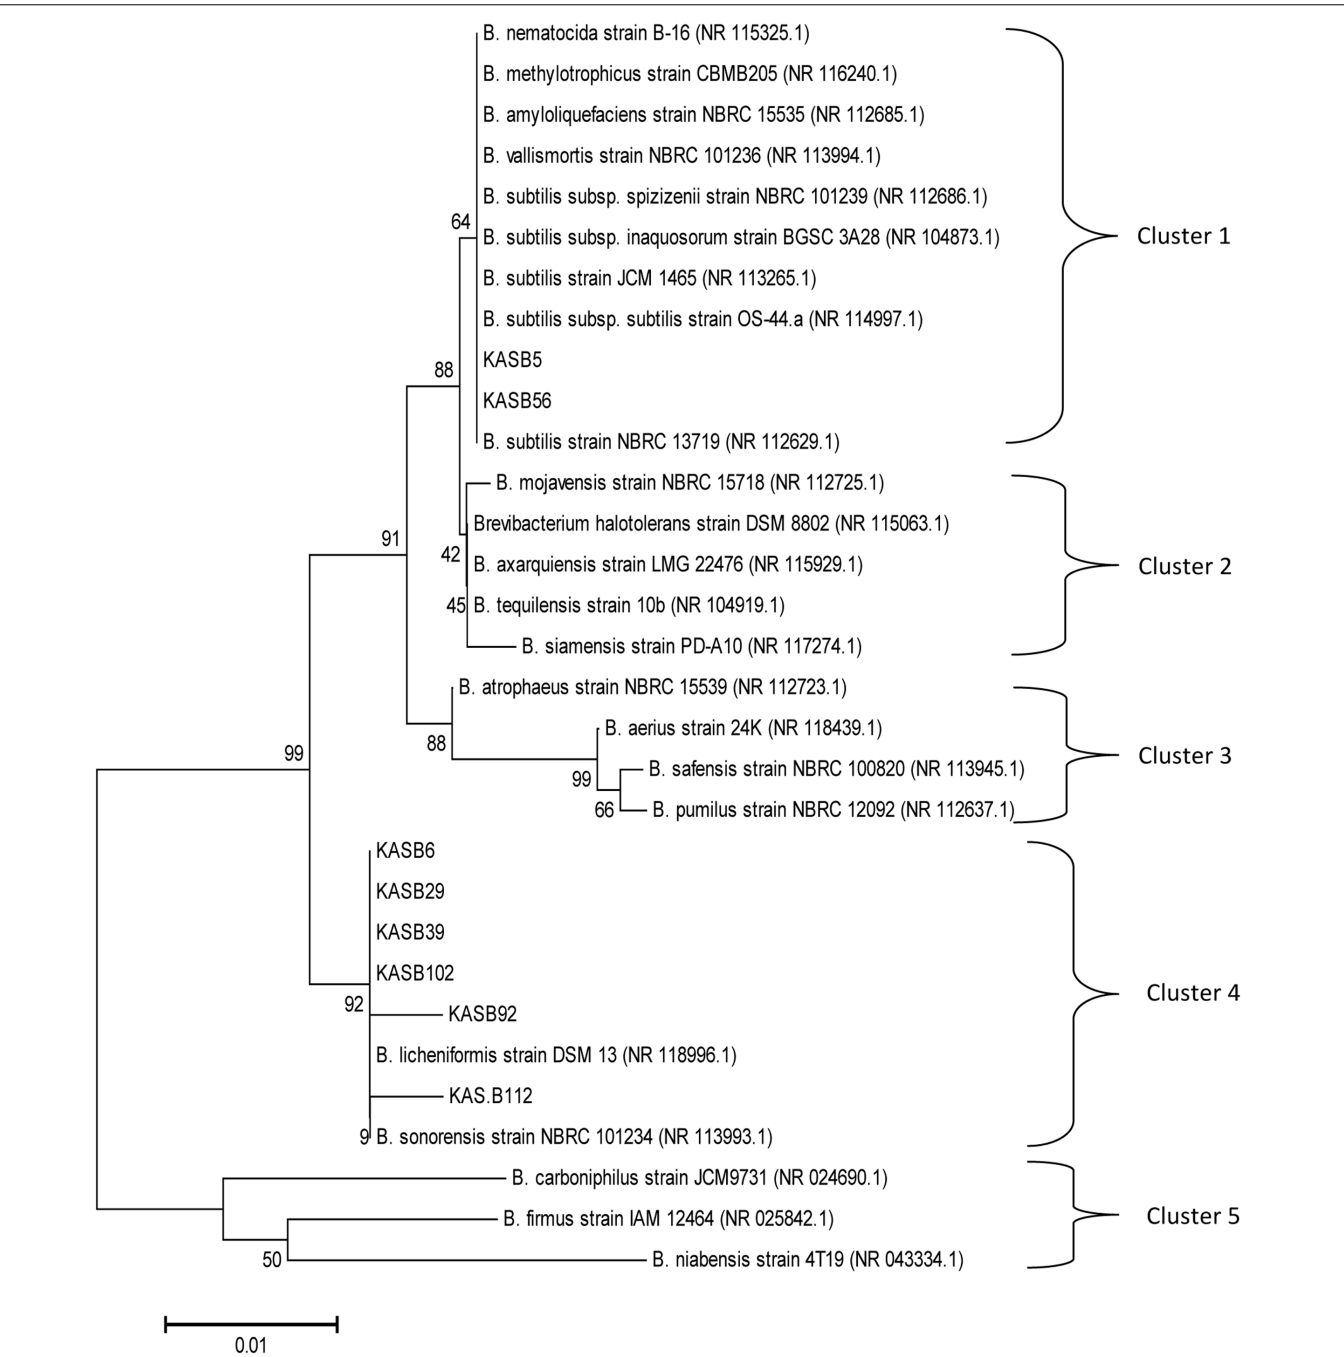 B. nematocida strain B-16 (NR 115325.1)
B. methylotrophicus strain CBMB205 (NR 116240.1)
B. amyloliquefaciens strain NBRC 15535 (NR 112685.1)
B. vallismortis strain NBRC 101236 (NR 113994.1)
B. subtilis subsp. spizizenii strain NBRC 101239 (NR 112686.1)
64
B. subtilis subsp. inaquosorum strain BGSC 3A28 (NR 104873.1)
Cluster 1
B. subtilis strain JCM 1465 (NR 113265.1)
B. subtilis subsp. subtilis strain OS-44.a (NR 114997.1)
KASB5
88
KASB56
B. subtilis strain NBRC 13719 (NR 112629.1)
B. mojavensis strain NBRC 15718 (NR 112725.1)
Brevibacterium halotolerans strain DSM 8802 (NR 115063.1)
91
42
B. axarquiensis strain LMG 22476 (NR 115929.1)
Cluster 2
45
B. tequilensis strain 10b (NR 104919.1)
B. siamensis strain PD-A10 (NR 117274.1)
B. atrophaeus strain NBRC 15539 (NR 112723.1)
B. aerius strain 24K (NR 118439.1)
88
99
Cluster 3
B. safensis strain NBRC 100820 (NR 113945.1)
99
66
B. pumilus strain NBRC 12092 (NR 112637.1)
KASB6
KASB29
KASB39
KASB102
Cluster 4
92
KASB92
B. licheniformis strain DSM 13 (NR 118996.1)
KAS.B112
9
B. sonorensis strain NBRC 101234 (NR 113993.1)
B. carboniphilus strain JCM9731 (NR 024690.1)
B. firmus strain IAM 12464 (NR 025842.1)
Cluster 5
50
B. niabensis strain 4T19 (NR 043334.1)
0.01